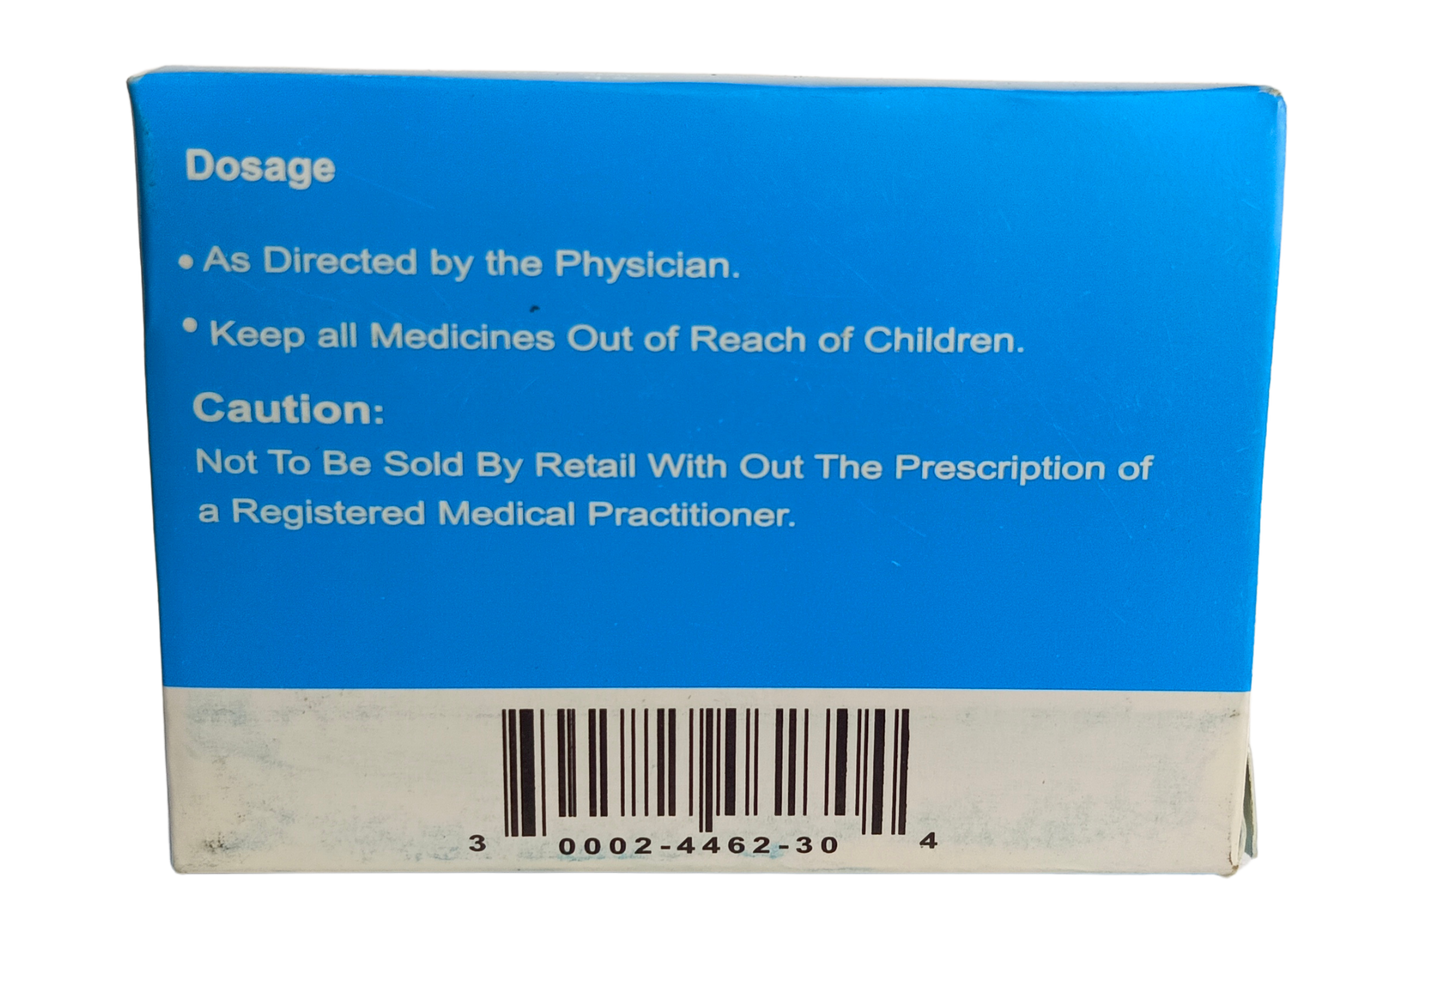 Dosage
• As Directed by the Physician.
• Keep all Medicines Out of Reach of Children.
Caution:
Not To Be Sold By Retail With Out The Prescription of
a Registered Medical Practitioner.
3 0002-4462-30 4